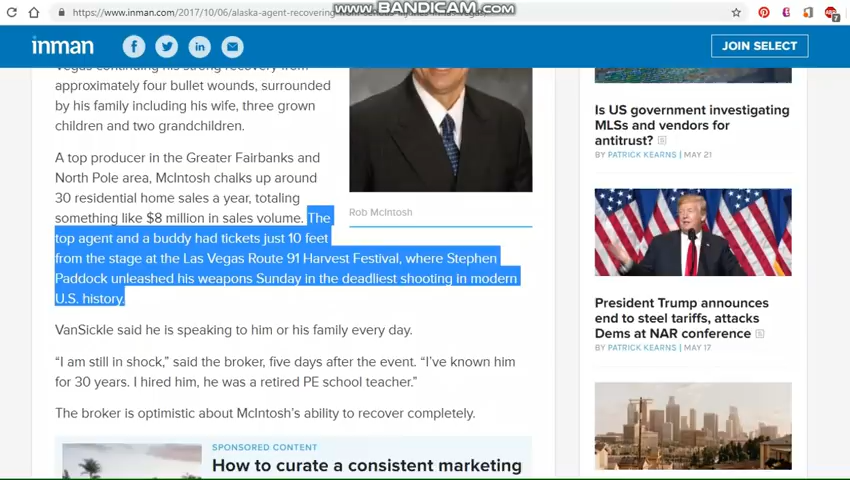 WWW.BANDICAM.COM
https://www.inman.com/2017/10/06/alaska-agent-recovering-
inman
JOIN SELECT
7
approximately four bullet wounds, surrounded
by his family including his wife, three grown
children and two grandchildren.
A top producer in the Greater Fairbanks and
North Pole area, McIntosh chalks up around
30 residential home sales a year, totaling
something like $8 million in sales volume. The
top agent and a buddy had tickets just 10 feet
from the stage at the Las Vegas Route 91 Harvest Festival, where Stephen
Paddock unleashed his weapons Sunday in the deadliest shooting in modern
U.S. history.
Rob McIntosh
VanSickle said he is speaking to him or his family every day.
“I am still in shock,” said the broker, five days after the event. “I’ve known him
for 30 years. I hired him, he was a retired PE school teacher.”
The broker is optimistic about McIntosh’s ability to recover completely.
SPONSORED CONTENT
How to curate a consistent marketing
Is US government investigating
MLSs and vendors for
antitrust?
BY PATRICK KEARNS | MAY 21
President Trump announces
end to steel tariffs, attacks
Dems at NAR conference
BY PATRICK KEARNS | MAY 17